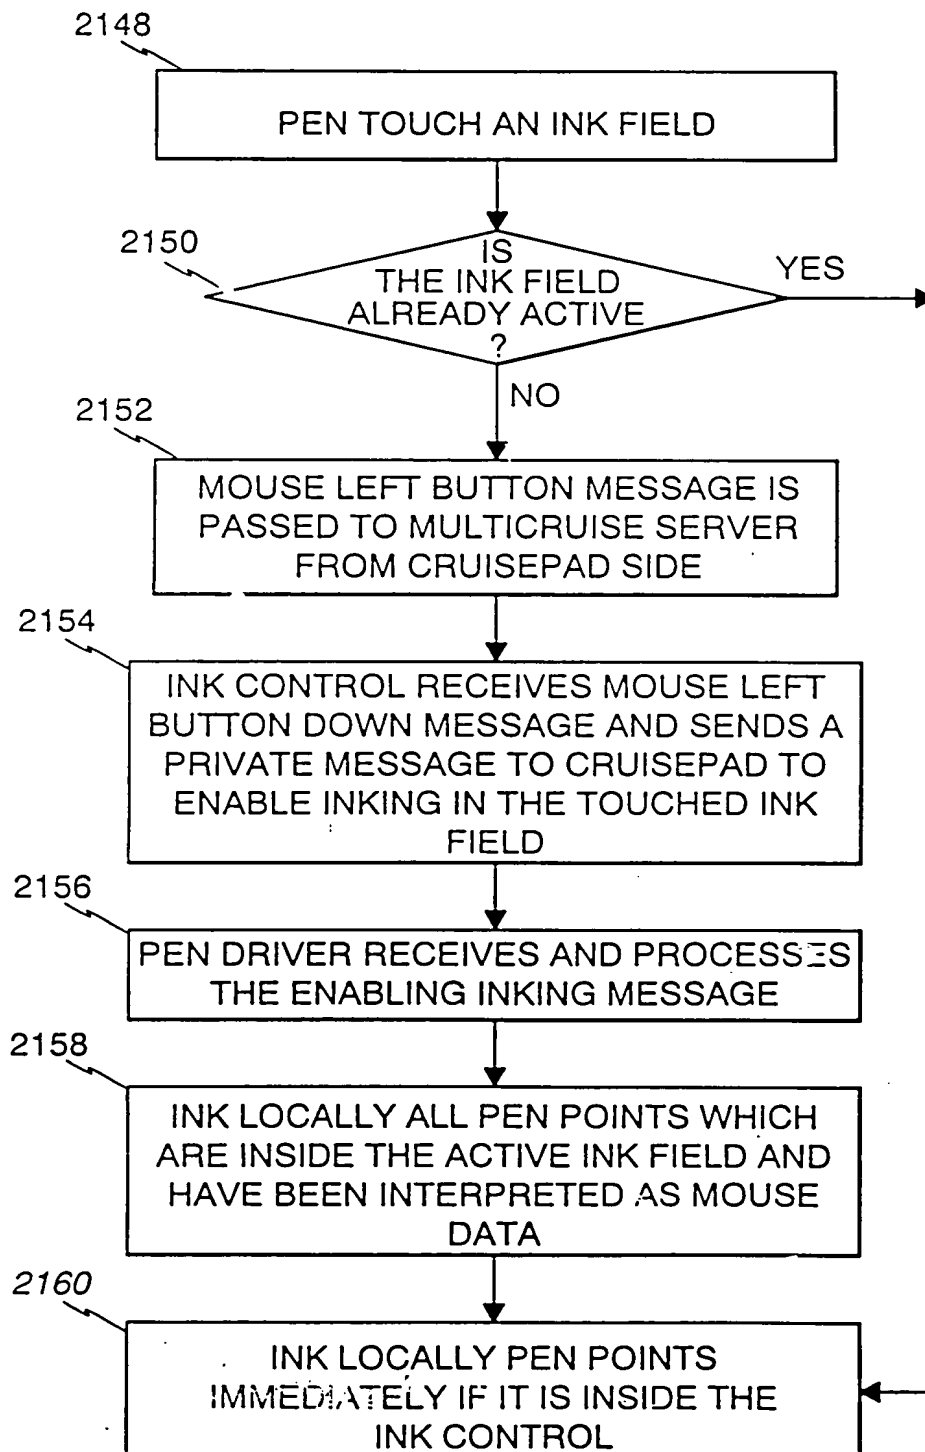 2148
PEN TOUCH AN INK FIELD
2150
IS
THE INK FIELD
ALREADY ACTIVE
?
YES
NO
2152
MOUSE LEFT BUTTON MESSAGE IS
PASSED TO MULTICRUISE SERVER
FROM CRUISEPAD SIDE
2154
INK CONTROL RECEIVES MOUSE LEFT
BUTTON DOWN MESSAGE AND SENDS A
PRIVATE MESSAGE TO CRUISEPAD TO
ENABLE INKING IN THE TOUCHED INK
FIELD
2156
PEN DRIVER RECEIVES AND PROCESSES
THE ENABLING INKING MESSAGE
2158
INK LOCALLY ALL PEN POINTS WHICH
ARE INSIDE THE ACTIVE INK FIELD AND
HAVE BEEN INTERPRETED AS MOUSE
DATA
2160
INK LOCALLY PEN POINTS
IMMEDIATELY IF IT IS INSIDE THE
INK CONTROL